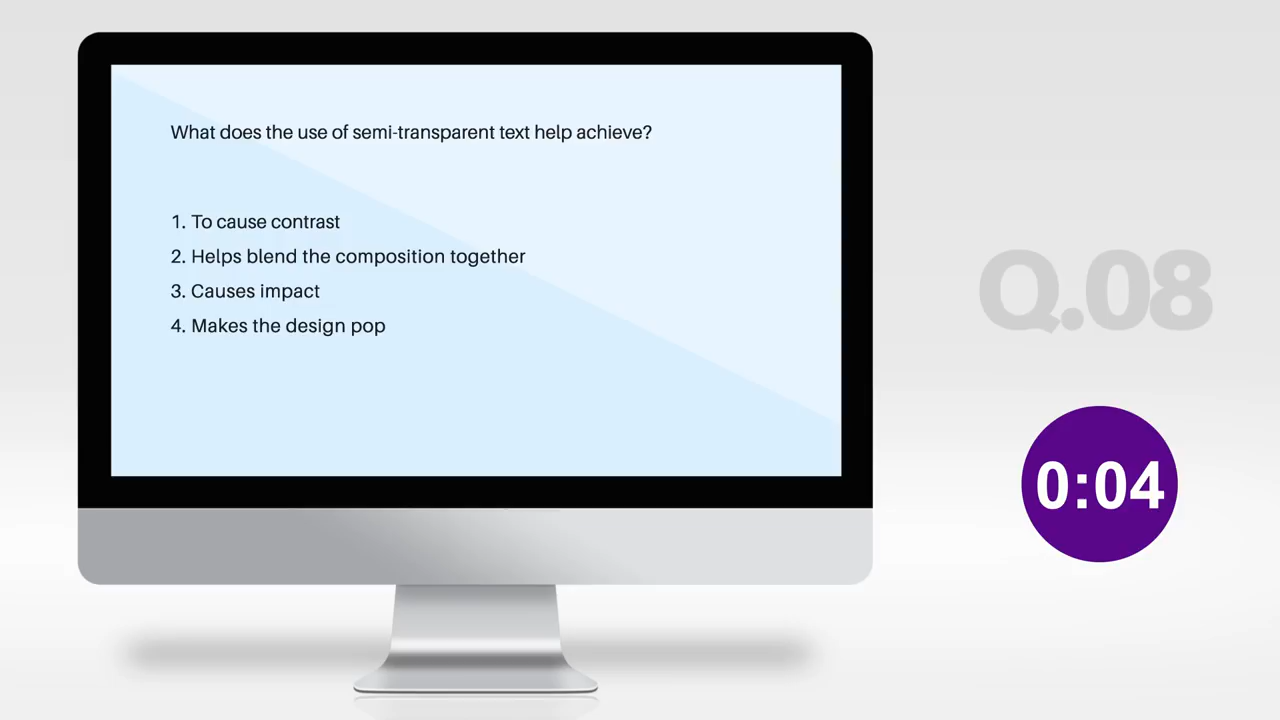 What does the use of semi-transparent text help achieve?
1. To cause contrast
2. Helps blend the composition together
3. Causes impact
4. Makes the design pop
Q.08
0:04